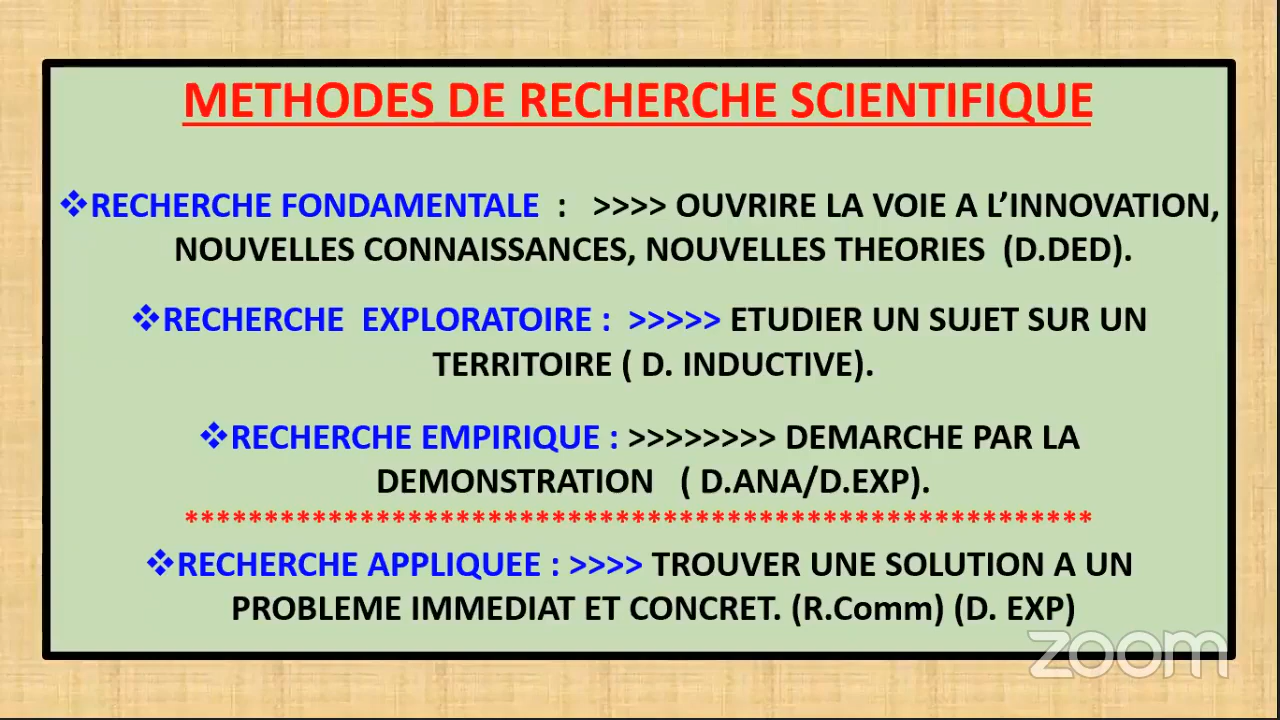 METHODES DE RECHERCHE SCIENTIFIQUE
❖RECHERCHE FONDAMENTALE : >>>> OUVRIRE LA VOIE A L’INNOVATION,
NOUVELLES CONNAISSANCES, NOUVELLES THEORIES (D.DED).
❖RECHERCHE EXPLORATOIRE : >>>>> ETUDIER UN SUJET SUR UN
TERRITOIRE ( D. INDUCTIVE).
❖RECHERCHE EMPIRIQUE : >>>>>>>> DEMARCHE PAR LA
DEMONSTRATION ( D.ANA/D.EXP).
*********************************************************
❖RECHERCHE APPLIQUEE : >>>> TROUVER UNE SOLUTION A UN
PROBLEME IMMEDIAT ET CONCRET. (R.Comm) (D. EXP)
zoom